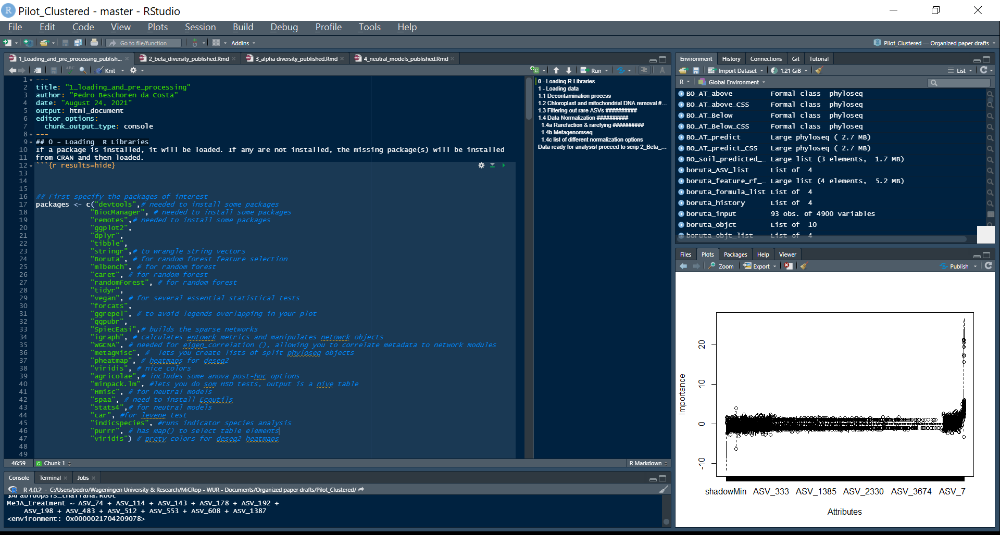 Pilot_Clustered - master - RStudio
File Edit Code View Plots Session Build Debug Profile Tools Help
Go to file/function Addins Pilot_Clustered — Organized paper drafts
1_Loading_and_pre_processing_publish... 2_beta_diversity_published.Rmd 3_alpha diversity_published.Rmd 4_neutral_models_published.Rmd
ABC Knit Run
1 ---
2 title: "1_loading_and_pre_processing"
3 author: "Pedro Beschoren da Costa"
4 date: "August 24, 2021"
5 output: html_document
6 editor_options:
7 chunk_output_type: console
8 ---
9 ## 0 - Loading  R Libraries
10 If a package is installed, it will be loaded. If any are not installed, the missing package(s) will be installed
11 from CRAN and then loaded.
12 ```{r results=hide}
13
14
15
16 ## First specify the packages of interest
17 packages <- c("devtools",# needed to install some packages
18 "BiocManager", # needed to install some packages
19 "remotes",# needed to install some packages
20 "ggplot2",
21 "dplyr",
22 "tibble",
23 "stringr",# to wrangle string vectors
24 "Boruta", # for random forest feature selection
25 "mlbench", # for random forest
26 "caret", # for random forest
27 "randomForest", # for random forest
28 "tidyr",
29 "vegan", # for several essential statistical tests
30 "forcats",
31 "ggrepel", # to avoid legends overlapping in your plot
32 "ggpubr",
33 "SpiecEasi",# builds the sparse networks
34 "igraph", # calculates entowrk metrics and manipulates netowrk objects
35 "WGCNA", # needed for eigen_correlation (), allowing you to correlate metadata to network modules
36 "metagMisc", #  lets you create lists of split phyloseq objects
37 "pheatmap", # heatmaps for deseq2
38 "viridis", # nice colors
39 "agricolae",# includes some anova post-hoc options
40 "minpack.lm", #lets you do som HSD tests, output is a nive table
41 "Hmisc", # for neutral models
42 "spaa", # need to install Ecoutils
43 "stats4",# for neutral models
44 "car", #for levene test
45 "indicspecies", #runs indicator species analysis
46 "purrr", # has map() to select table elements
47 "viridis") # prety colors for deseq2 heatmaps
48
49
46:59 Chunk 1 R Markdown
0 - Loading R Libraries
1 - Loading data
1.1 Decontamination process
1.2 Chloroplast and mitochondrial DNA removal #...
1.3 Filtering out rare ASVs ##########
1.4 Data Normalization ##########
1.4a Rarefaction & rarefying ##########
1.4b Metagenomseq
1.4c list of different normalization options
Data ready for analysis! proceed to scrip 2_Beta_...
Console Terminal Jobs
R 4.0.2 · C:/Users/pedro/Wageningen University & Research/MiCRop - WUR - Documents/Organized paper drafts/Pilot_Clustered/
$Arabidopsis_thaliana.Root
MeJA_treatment ~ ASV_74 + ASV_114 + ASV_143 + ASV_178 + ASV_192 +
ASV_198 + ASV_483 + ASV_512 + ASV_553 + ASV_608 + ASV_1387
<environment: 0x0000021704209078>
Environment History Connections Git Tutorial
Import Dataset 1.21 GiB List
R Global Environment
BO_AT_above Formal class phyloseq
BO_AT_above_CSS Formal class phyloseq
BO_AT_Below Formal class phyloseq
BO_AT_Below_CSS Formal class phyloseq
BO_AT_predict Large phyloseq ( 2.7 MB)
BO_AT_predict_CSS Large phyloseq ( 2.7 MB)
BO_soil_predicted_… Large list (3 elements,  1.7 MB)
boruta_ASV_list List of  4
boruta_feature_rf_… Large list (4 elements,  5.2 MB)
boruta_formula_list List of  4
boruta_history List of  4
boruta_input 93 obs. of 4900 variables
boruta_objct List of  10
boruta_objt_list List of  4
Files Plots Packages Help Viewer
Zoom Export Publish
20
10
0
-10
Importance
shadowMin ASV_333 ASV_1385 ASV_2330 ASV_3674 ASV_7
Attributes